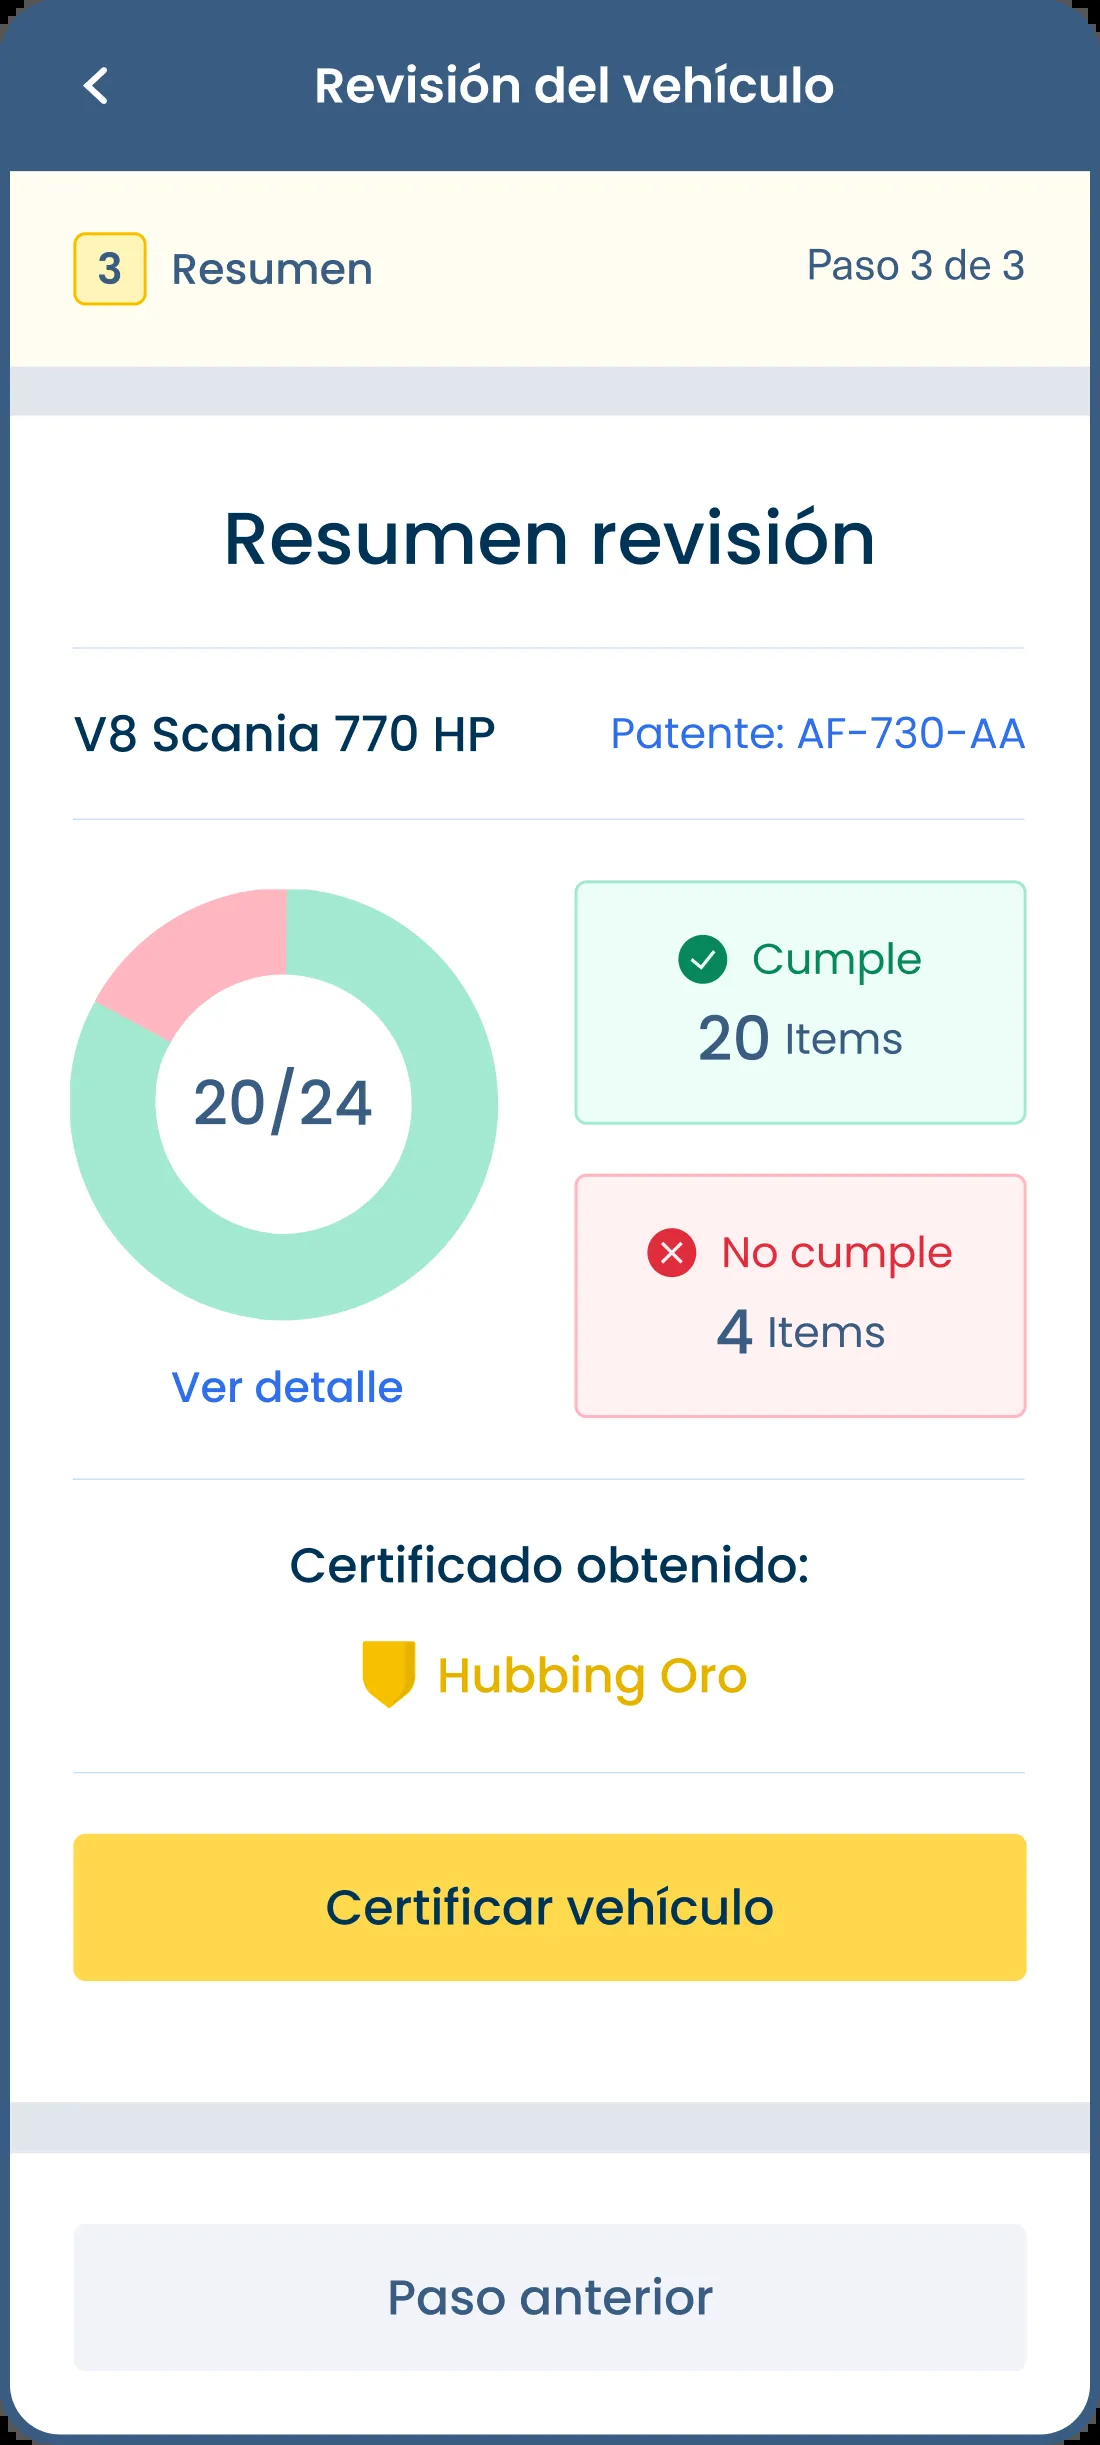 Revisión del vehículo
3 Resumen
Paso 3 de 3
Resumen revisión
V8 Scania 770 HP
Patente: AF-730-AA
20/24
Ver detalle
Cumple
20 Items
No cumple
4 Items
Certificado obtenido:
Hubbing Oro
Certificar vehículo
Paso anterior